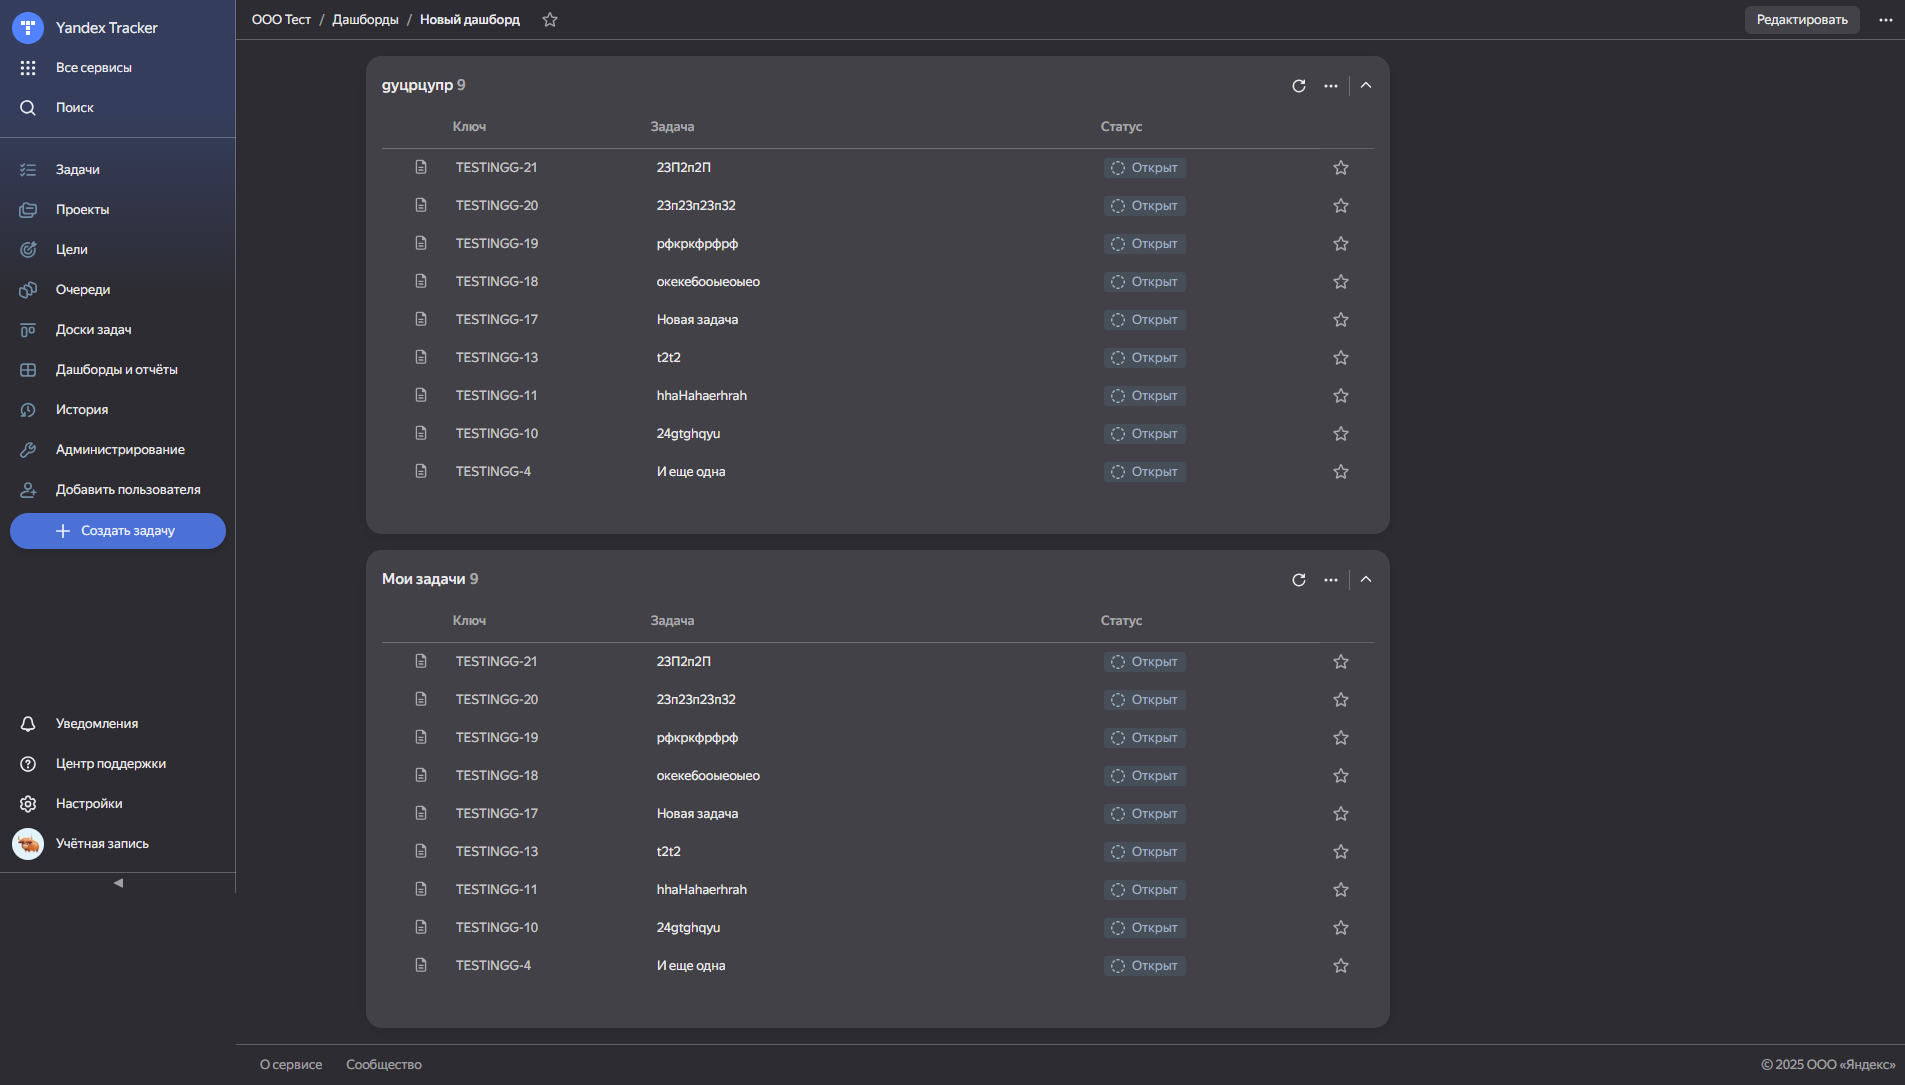 Yandex Tracker
Все сервисы
Поиск
Задачи
Проекты
Цели
Очереди
Доски задач
Дашборды и отчёты
История
Администрирование
Добавить пользователя
Создать задачу
Уведомления
Центр поддержки
Настройки
Учётная запись
ООО Тест / Дашборды / Новый дашборд
Редактировать
gуцрцупр 9
Ключ Задача Статус
TESTINGG-21 23П2п2П Открыт
TESTINGG-20 23п23п23п32 Открыт
TESTINGG-19 рфкркфрфрф Открыт
TESTINGG-18 окекебооыеоыео Открыт
TESTINGG-17 Новая задача Открыт
TESTINGG-13 t2t2 Открыт
TESTINGG-11 hhaHahaerhrah Открыт
TESTINGG-10 24gtghqyu Открыт
TESTINGG-4 И еще одна Открыт
Мои задачи 9
Ключ Задача Статус
TESTINGG-21 23П2п2П Открыт
TESTINGG-20 23п23п23п32 Открыт
TESTINGG-19 рфкркфрфрф Открыт
TESTINGG-18 окекебооыеоыео Открыт
TESTINGG-17 Новая задача Открыт
TESTINGG-13 t2t2 Открыт
TESTINGG-11 hhaHahaerhrah Открыт
TESTINGG-10 24gtghqyu Открыт
TESTINGG-4 И еще одна Открыт
О сервисе Сообщество
© 2025 ООО «Яндекс»